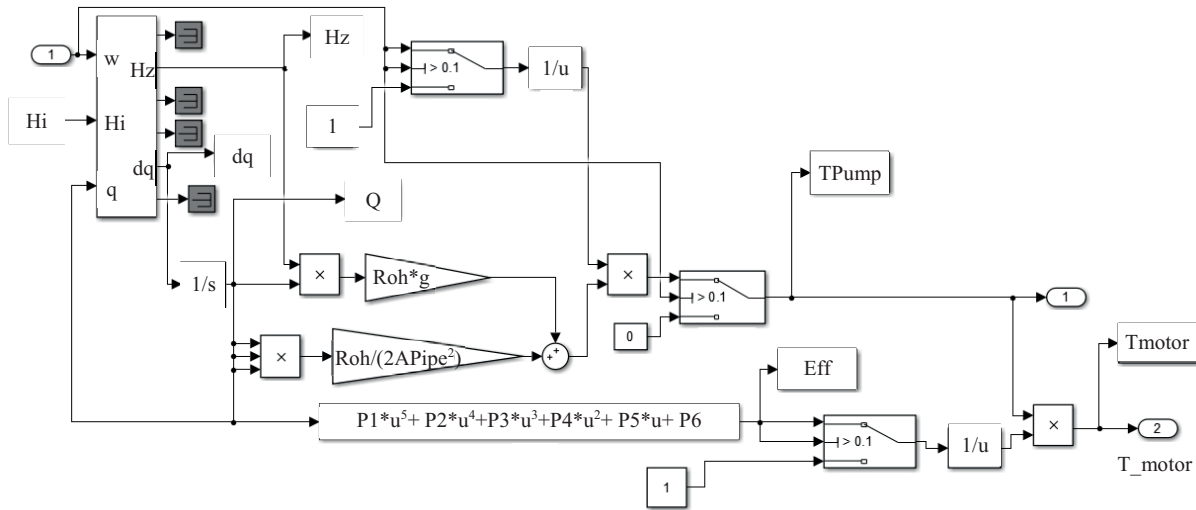 1
w
Hz
Hi
Hi
dq
q
Hz
> 0.1
1
1/u
dq
Q
TPump
1/s
×
Roh*g
×
> 0.1
0
1
×
Roh/(2APipe²)
+
+
Eff
Tmotor
P1*u⁵+ P2*u⁴+P3*u³+P4*u²+ P5*u+ P6
> 0.1
1/u
×
2
1
T_motor